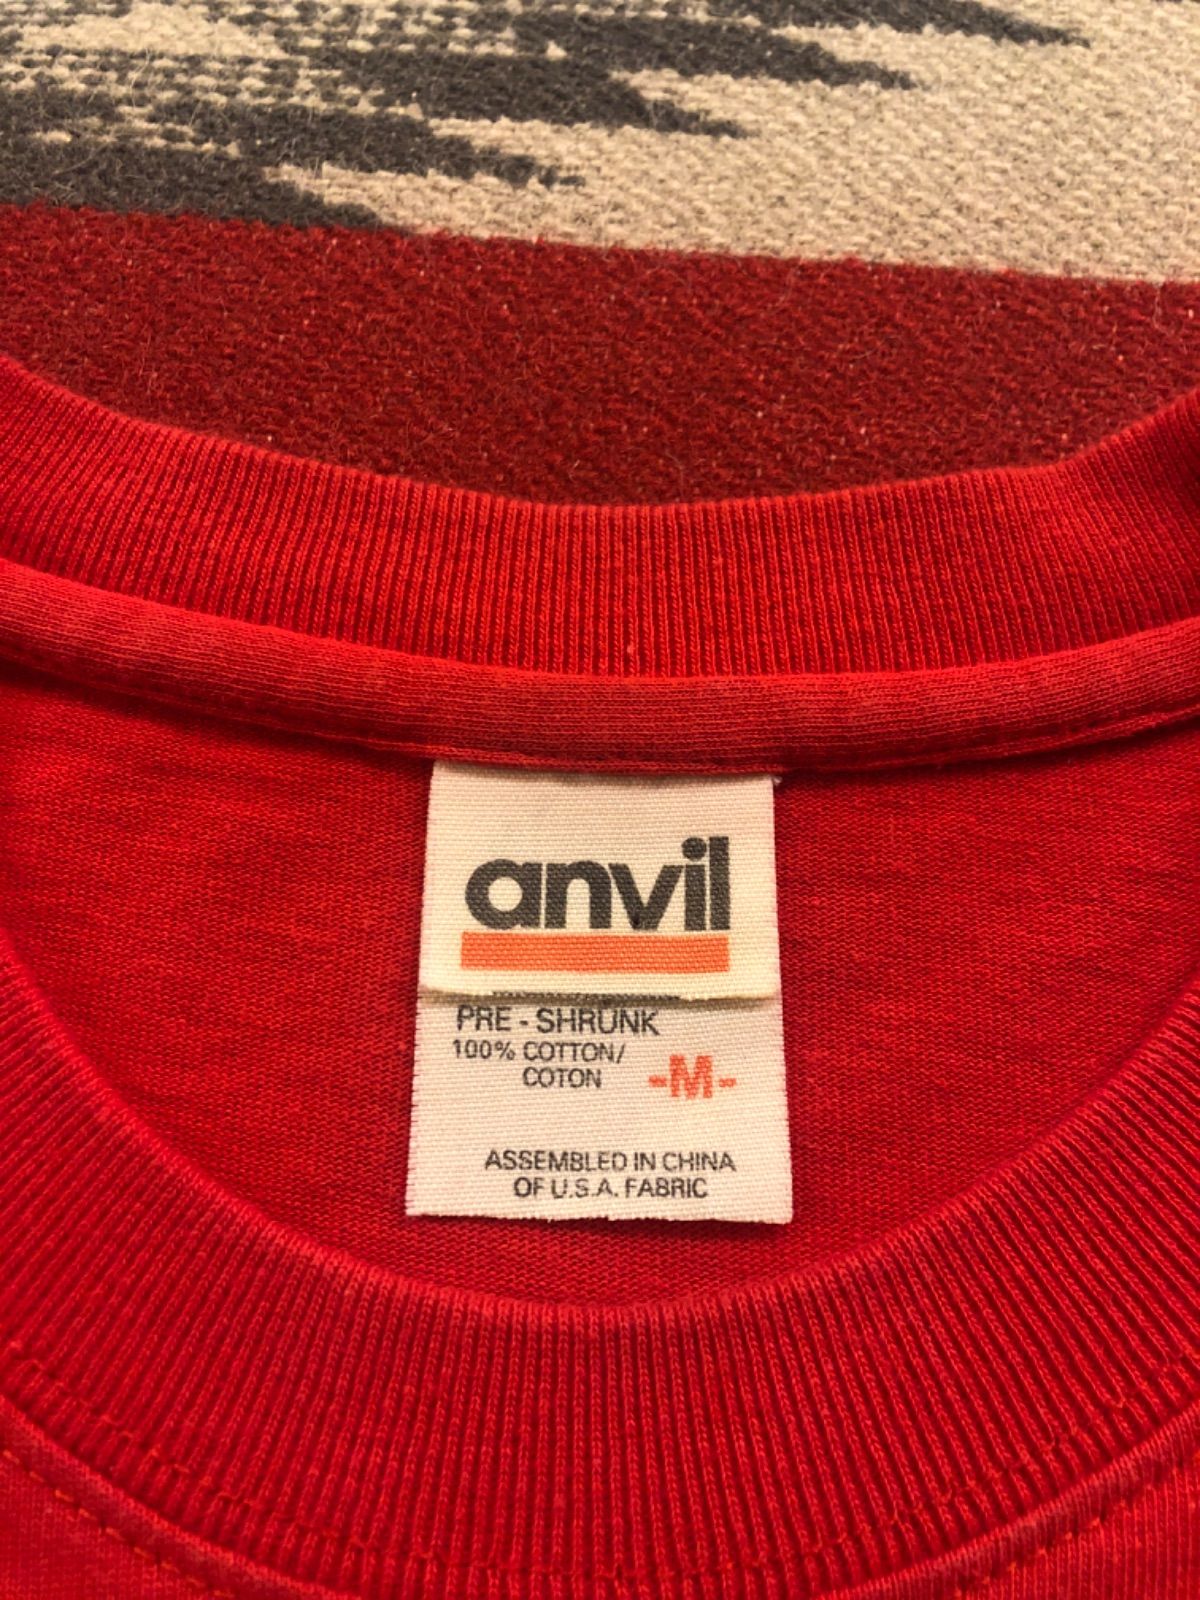 anvil
PRE - SHRUNK
100% COTTON/
COTON
-M-
ASSEMBLED IN CHINA
OF U.S.A. FABRIC